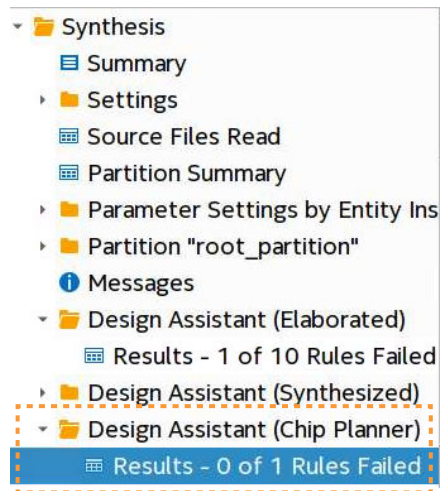 Synthesis
Summary
Settings
Source Files Read
Partition Summary
Parameter Settings by Entity Ins
Partition "root_partition"
Messages
Design Assistant (Elaborated)
Results - 1 of 10 Rules Failed
Design Assistant (Synthesized)
Design Assistant (Chip Planner)
Results - 0 of 1 Rules Failed